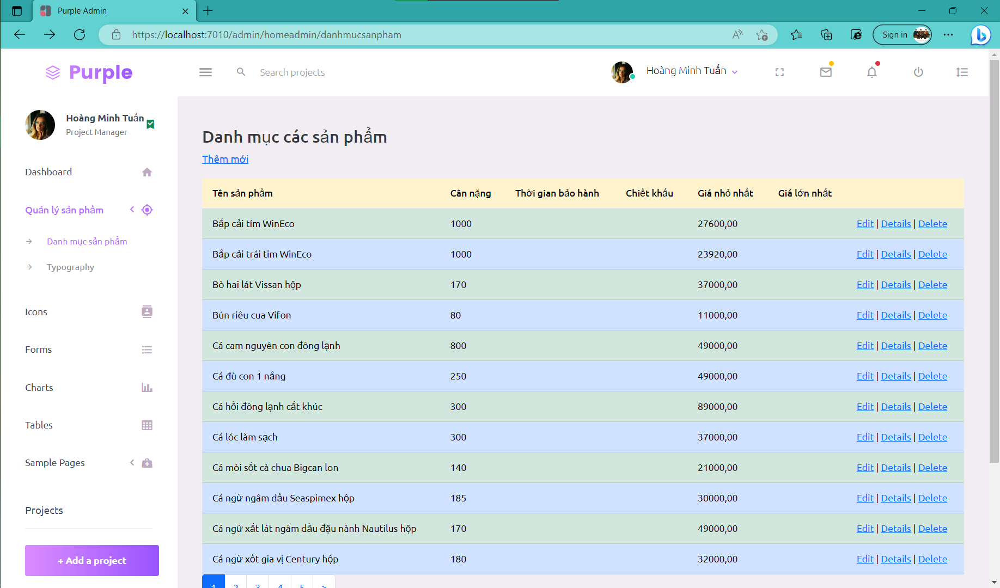 Purple Admin
https://localhost:7010/admin/homeadmin/danhmucsanpham
Sign in
Purple
Search projects
Hoàng Minh Tuấn
Hoàng Minh Tuấn
Project Manager
Dashboard
Quản lý sản phẩm
Danh mục sản phẩm
Typography
Icons
Forms
Charts
Tables
Sample Pages
Projects
+ Add a project
Danh mục các sản phẩm
Thêm mới
Tên sản phẩm Cân nặng Thời gian bảo hành Chiết khấu Giá nhỏ nhất Giá lớn nhất
Bắp cải tím WinEco 1000 27600,00 Edit | Details | Delete
Bắp cải trái tim WinEco 1000 23920,00 Edit | Details | Delete
Bò hai lát Vissan hộp 170 37000,00 Edit | Details | Delete
Bún riêu cua Vifon 80 11000,00 Edit | Details | Delete
Cá cam nguyên con đông lạnh 800 49000,00 Edit | Details | Delete
Cá đù con 1 nắng 250 49000,00 Edit | Details | Delete
Cá hồi đông lạnh cắt khúc 300 89000,00 Edit | Details | Delete
Cá lóc làm sạch 300 37000,00 Edit | Details | Delete
Cá mòi sốt cà chua Bigcan lon 140 21000,00 Edit | Details | Delete
Cá ngừ ngâm dầu Seaspimex hộp 185 30000,00 Edit | Details | Delete
Cá ngừ xắt lát ngâm dầu đậu nành Nautilus hộp 170 49000,00 Edit | Details | Delete
Cá ngừ xốt gia vị Century hộp 180 32000,00 Edit | Details | Delete
1 2 3 4 5 >